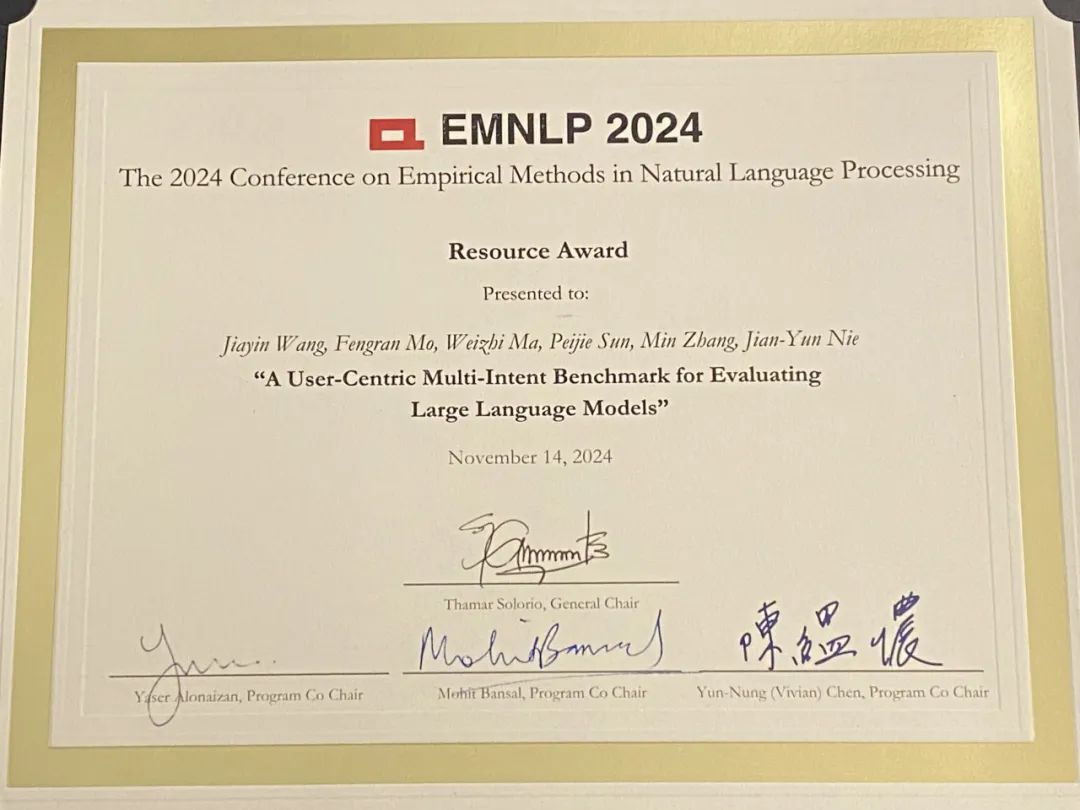 EMNLP 2024
The 2024 Conference on Empirical Methods in Natural Language Processing
Resource Award
Presented to:
Jiayin Wang, Fengran Mo, Weizhi Ma, Peijie Sun, Min Zhang, Jian-Yun Nie
“A User-Centric Multi-Intent Benchmark for Evaluating
Large Language Models”
November 14, 2024
Thamar Solorio, General Chair
Mohit Bansal
陳縕儂
Yaser Alonaizan, Program Co Chair
Mohit Bansal, Program Co Chair
Yun-Nung (Vivian) Chen, Program Co Chair